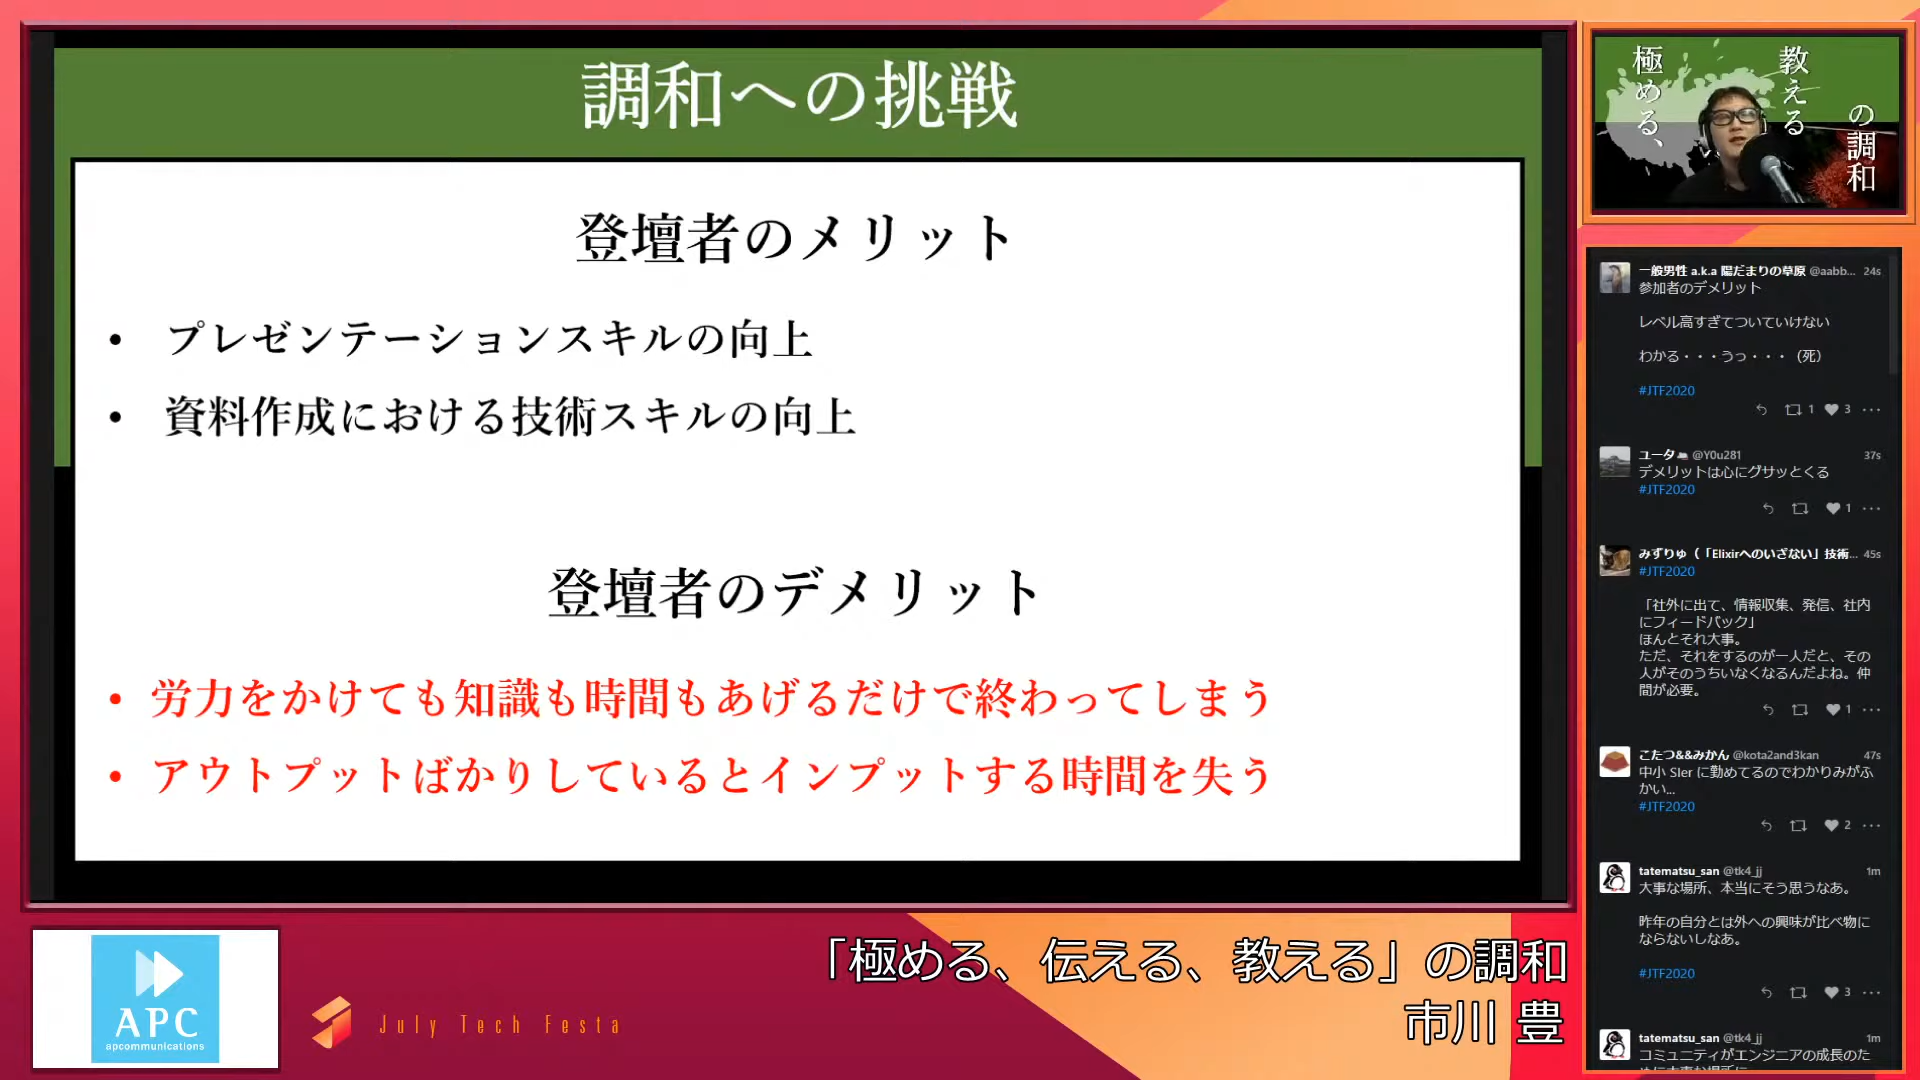 調和への挑戦
登壇者のメリット
• プレゼンテーションスキルの向上
• 資料作成における技術スキルの向上
登壇者のデメリット
• 労力をかけても知識も時間もあげるだけで終わってしまう
• アウトプットばかりしているとインプットする時間を失う
極める、
教える
の調和
一般男性 a.k.a 陽だまりの草原 @aabb... 24s
参加者のデメリット
レベル高すぎてついていけない
わかる・・・うっ・・・（死）
#JTF2020
1 3
ユータ @Y0u281 37s
デメリットは心にグサッとくる
#JTF2020
1
みずりゅ（「Elixirへのいざない」技術... 45s
#JTF2020
「社外に出て、情報収集、発信、社内
にフィードバック」
ほんとそれ大事。
ただ、それをするのが一人だと、その
人がそのうちいなくなるんだよね。仲
間が必要。
1
こたつ&&みかん @kota2and3kan 47s
中小 SIer に勤めてるのでわかりみがふ
かい...
#JTF2020
2
tatematsu_san @tk4_jj 1m
大事な場所、本当にそう思うなあ。
昨年の自分とは外への興味が比べ物に
ならないしなあ。
#JTF2020
3
tatematsu_san @tk4_jj 1m
コミュニティがエンジニアの成長のた
APC
apcommunications
July Tech Festa
「極める、伝える、教える」の調和
市川 豊